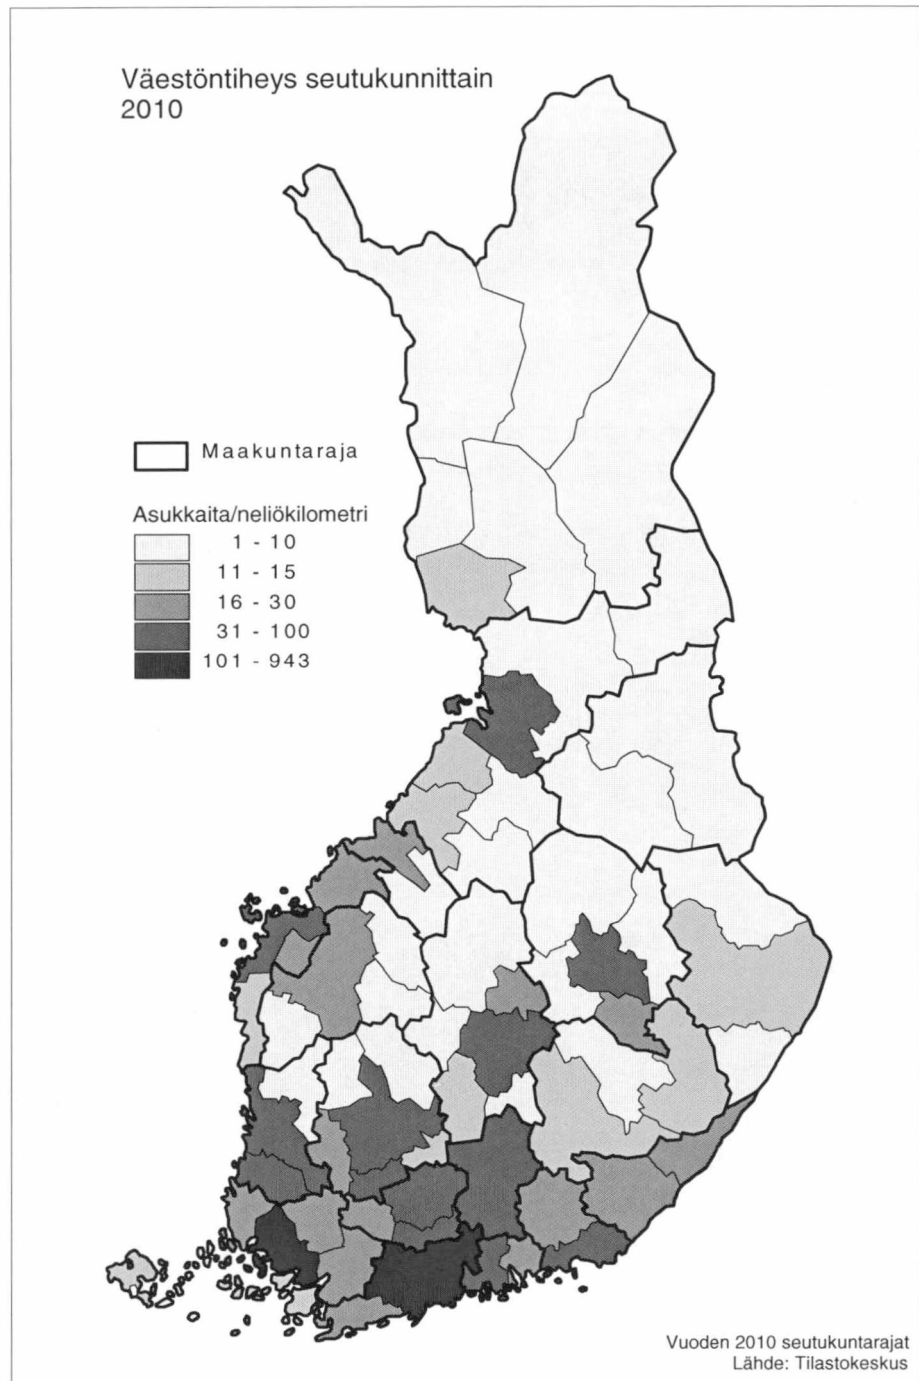 Väestöntiheys seutukunnittain
2010
Maakuntaraja
Asukkaita/neliökilometri
1 - 10
11 - 15
16 - 30
31 - 100
101 - 943
Vuoden 2010 seutukuntarajat
Lähde: Tilastokeskus